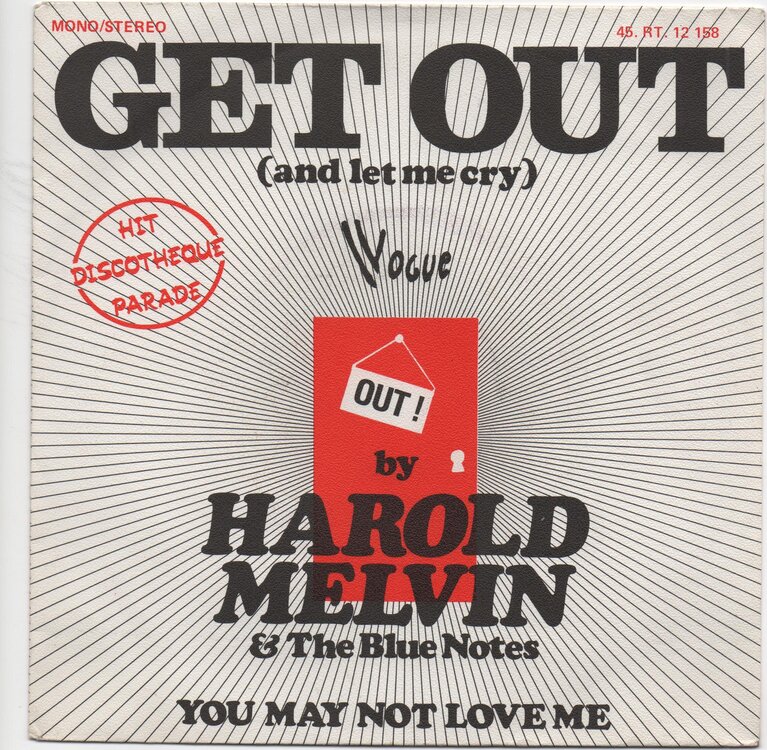 MONO/STEREO
45. RT. 12 158
GET OUT
(and let me cry)
HIT
DISCOTHEQUE
PARADE
VOGUE
OUT!
by
HAROLD
MELVIN
& The Blue Notes
YOU MAY NOT LOVE ME